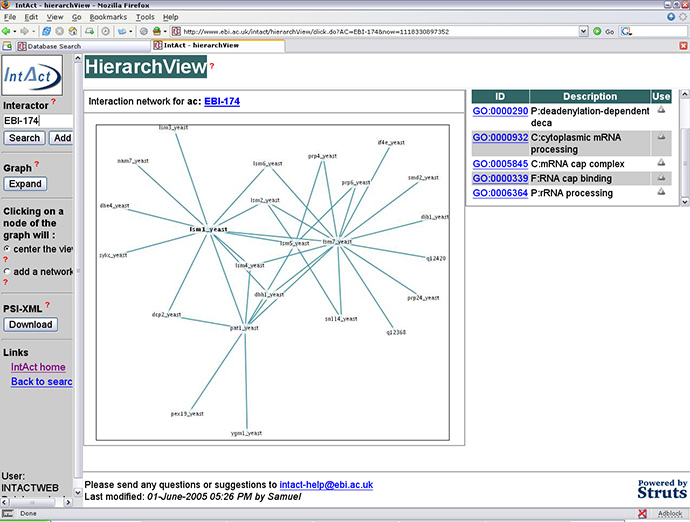 IntAct - hierarchView - Mozilla Firefox
File Edit View Go Bookmarks Tools Help
http://www.ebi.ac.uk/intact/hierarchView/click.do?AC=EBI-174&now=1118330897352
Go
Database Search
IntAct - hierarchView
IntAct
HierarchView?
Interactor ?
EBI-174
Search Add
Graph ?
Expand
Clicking on a
node of the
graph will :
center the view
?
add a network
?
PSI-XML ?
Download
Links
IntAct home
Back to searc
User:
INTACTWEB
Interaction network for ac: EBI-174
lsm3_yeast
if4e_yeast
nnm7_yeast
lsm6_yeast
prp4_yeast
prp6_yeast
smd2_yeast
dhe4_yeast
lsm2_yeast
dib1_yeast
lsm1_yeast
lsm5_yeast
lsm7_yeast
sykc_yeast
lsm4_yeast
q12420
dhh1_yeast
prp24_yeast
dcp2_yeast
pat1_yeast
sn114_yeast
q12368
pex19_yeast
ygm1_yeast
ID Description Use
GO:0000290 P:deadenylation-dependent
deca
GO:0000932 C:cytoplasmic mRNA
processing
GO:0005845 C:mRNA cap complex
GO:0000339 F:RNA cap binding
GO:0006364 P:rRNA processing
Please send any questions or suggestions to intact-help@ebi.ac.uk
Last modified: 01-June-2005 05:26 PM by Samuel
Powered by
Struts
Done
Adblock